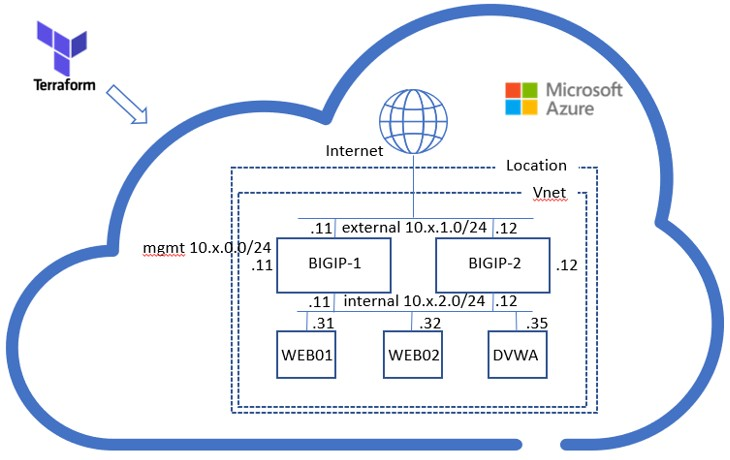 Terraform
Microsoft
Azure
Internet
Location
Vnet
.11 external 10.x.1.0/24 .12
mgmt 10.x.0.0/24
.11 BIGIP-1 BIGIP-2 .12
.11 internal 10.x.2.0/24 .12
.31 .32 .35
WEB01 WEB02 DVWA